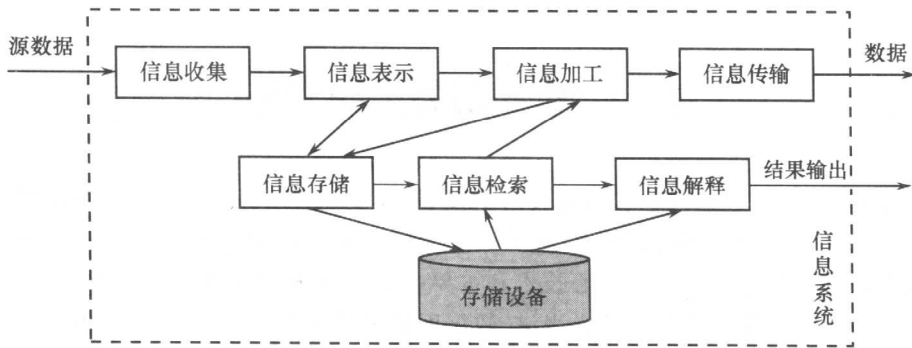 源数据
信息收集
信息表示
信息加工
信息传输
数据
信息存储
信息检索
信息解释
结果输出
存储设备
信息系统